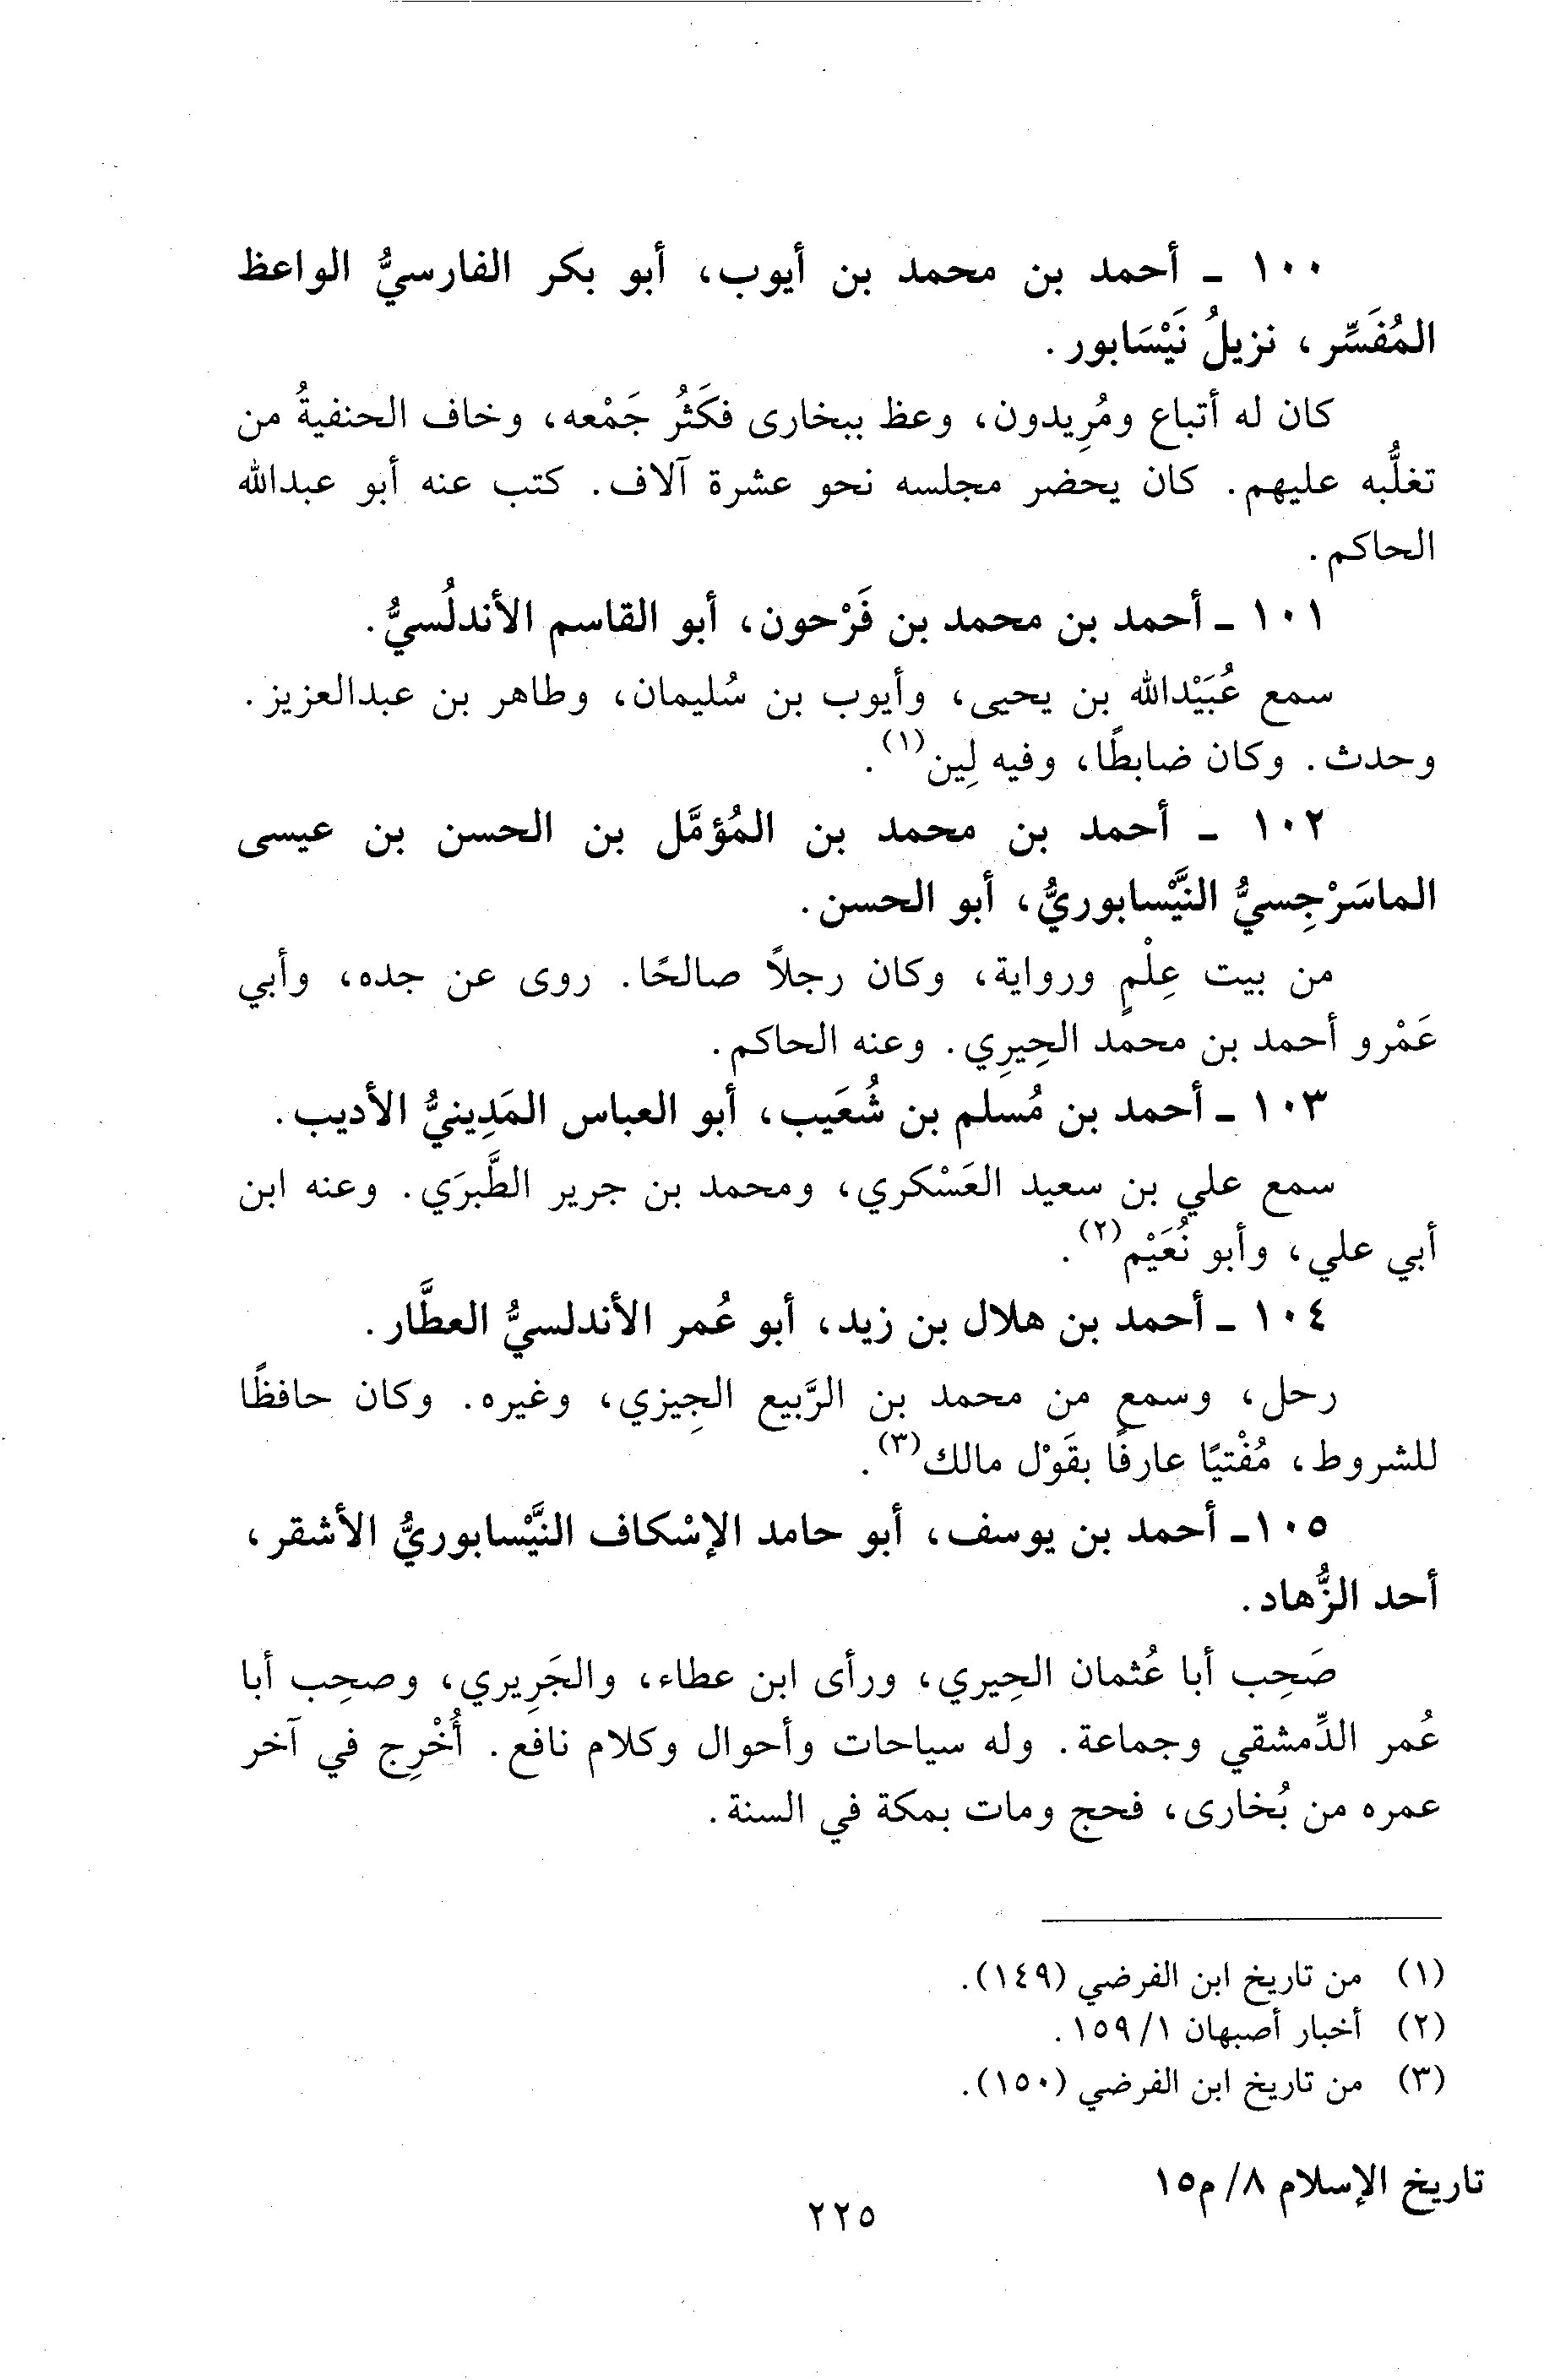 ١٠٠ ـ أحمد بن محمد بن أيوب، أبو بكر الفارسيُّ الواعظ
المُفَسِّر، نزيلُ نَيْسَابور.
كان له أتباع ومُرِيدون، وعظ ببخارى فكَثُر جَمْعه، وخاف الحنفيةُ من
تغلُّبه عليهم. كان يحضر مجلسه نحو عشرة آلاف. كتب عنه أبو عبدالله
الحاكم.
١٠١ ـ أحمد بن محمد بن فَرْحون، أبو القاسم الأندلُسيُّ.
سمع عُبَيْدالله بن يحيى، وأيوب بن سُليمان، وطاهر بن عبدالعزيز.
وحدث. وكان ضابطًا، وفيه لِين(١).
١٠٢ ـ أحمد بن محمد بن المُؤمَّل بن الحسن بن عيسى
الماسَرْجِسيُّ النَّيْسابوريُّ، أبو الحسن.
من بيت عِلْمٍ ورواية، وكان رجلاً صالحًا. روى عن جده، وأبي
عَمْرو أحمد بن محمد الحِيرِي. وعنه الحاكم.
١٠٣ ـ أحمد بن مُسلم بن شُعَيب، أبو العباس المَدِينيُّ الأديب.
سمع علي بن سعيد العَسْكري، ومحمد بن جرير الطَّبرَي. وعنه ابن
أبي علي، وأبو نُعَيْم(٢).
١٠٤ ـ أحمد بن هلال بن زيد، أبو عُمر الأندلسيُّ العطَّار.
رحل، وسمع من محمد بن الرَّبيع الجِيزي، وغيره. وكان حافظًا
للشروط، مُفْتيًا عارفًا بقَوْل مالك(٣).
١٠٥ـ أحمد بن يوسف، أبو حامد الإسْكاف النَّيْسابوريُّ الأشقر،
أحد الزُّهاد.
صَحِب أبا عُثمان الحِيري، ورأى ابن عطاء، والجَرِيري، وصحِب أبا
عُمر الدِّمشقي وجماعة. وله سياحات وأحوال وكلام نافع. أُخْرِج في آخر
عمره من بُخارى، فحج ومات بمكة في السنة.
(١) من تاريخ ابن الفرضي (١٤٩).
(٢) أخبار أصبهان ١/ ١٥٩.
(٣) من تاريخ ابن الفرضي (١٥٠).
تاريخ الإسلام ٨/ م١٥
٢٢٥